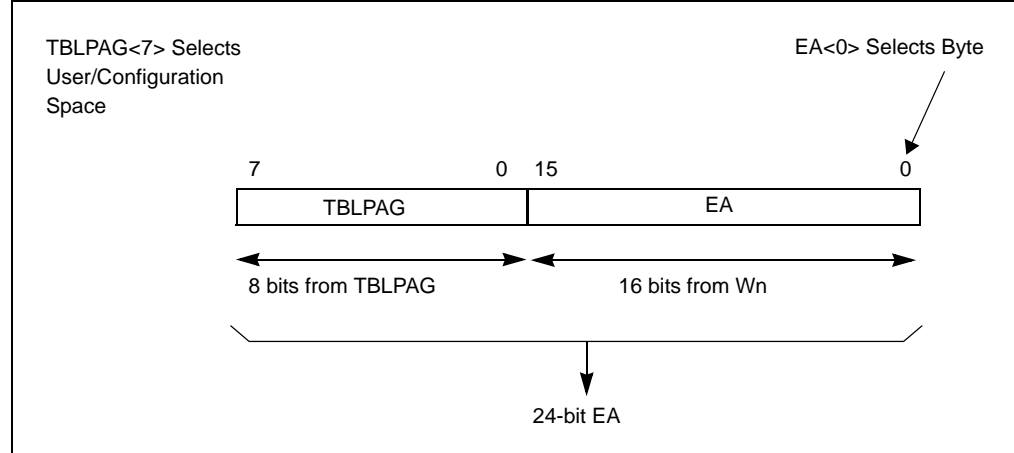 TBLPAG<7> Selects
User/Configuration
Space
EA<0> Selects Byte
7 0 15 0
TBLPAG EA
8 bits from TBLPAG 16 bits from Wn
24-bit EA